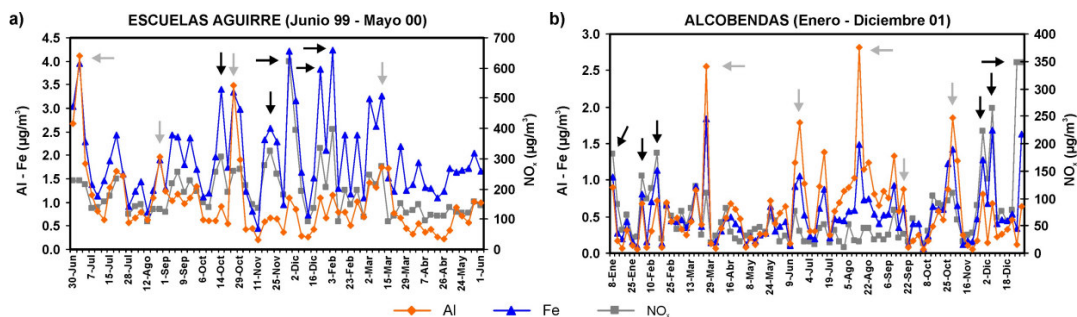 a)
ESCUELAS AGUIRRE (Junio 99 - Mayo 00)
Al - Fe (µg/m³)
4.5
4.0
3.5
3.0
2.5
2.0
1.5
1.0
0.5
0.0
700
600
500
400
300
200
100
0
NOx (µg/m³)
30-Jun
7-Jul
15-Jul
28-Jul
12-Ago
1-Sep
9-Sep
6-Oct
14-Oct
29-Oct
11-Nov
25-Nov
2-Dic
16-Dic
3-Feb
23-Feb
2-Mar
15-Mar
29-Mar
7-Abr
26-Abr
24-May
1-Jun
b)
ALCOBENDAS (Enero - Diciembre 01)
Al - Fe (µg/m³)
3.0
2.5
2.0
1.5
1.0
0.5
0.0
400
350
300
250
200
150
100
50
0
NOx (µg/m³)
8-Ene
25-Ene
10-Feb
25-Feb
13-Mar
29-Mar
16-Abr
30-Abr
8-May
24-May
9-Jun
4-Jul
20-Jul
5-Ago
22-Ago
6-Sep
22-Sep
8-Oct
25-Oct
16-Nov
2-Dic
18-Dic
Al
Fe
NOx